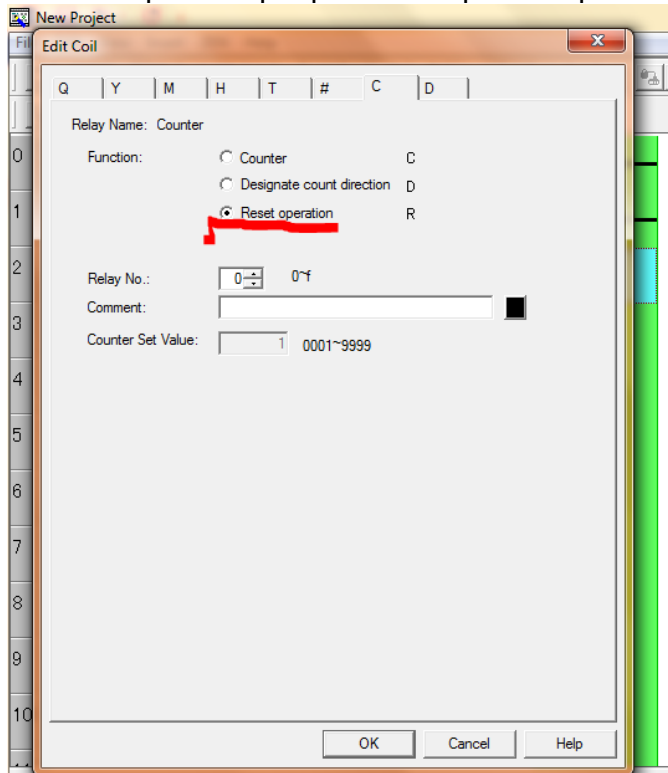 New Project
Edit Coil
Q Y M H T # C D
Relay Name: Counter
Function: Counter C
Designate count direction D
Reset operation R
Relay No.: 0 0~f
Comment:
Counter Set Value: 1 0001~9999
0
1
2
3
4
5
6
7
8
9
10
OK Cancel Help